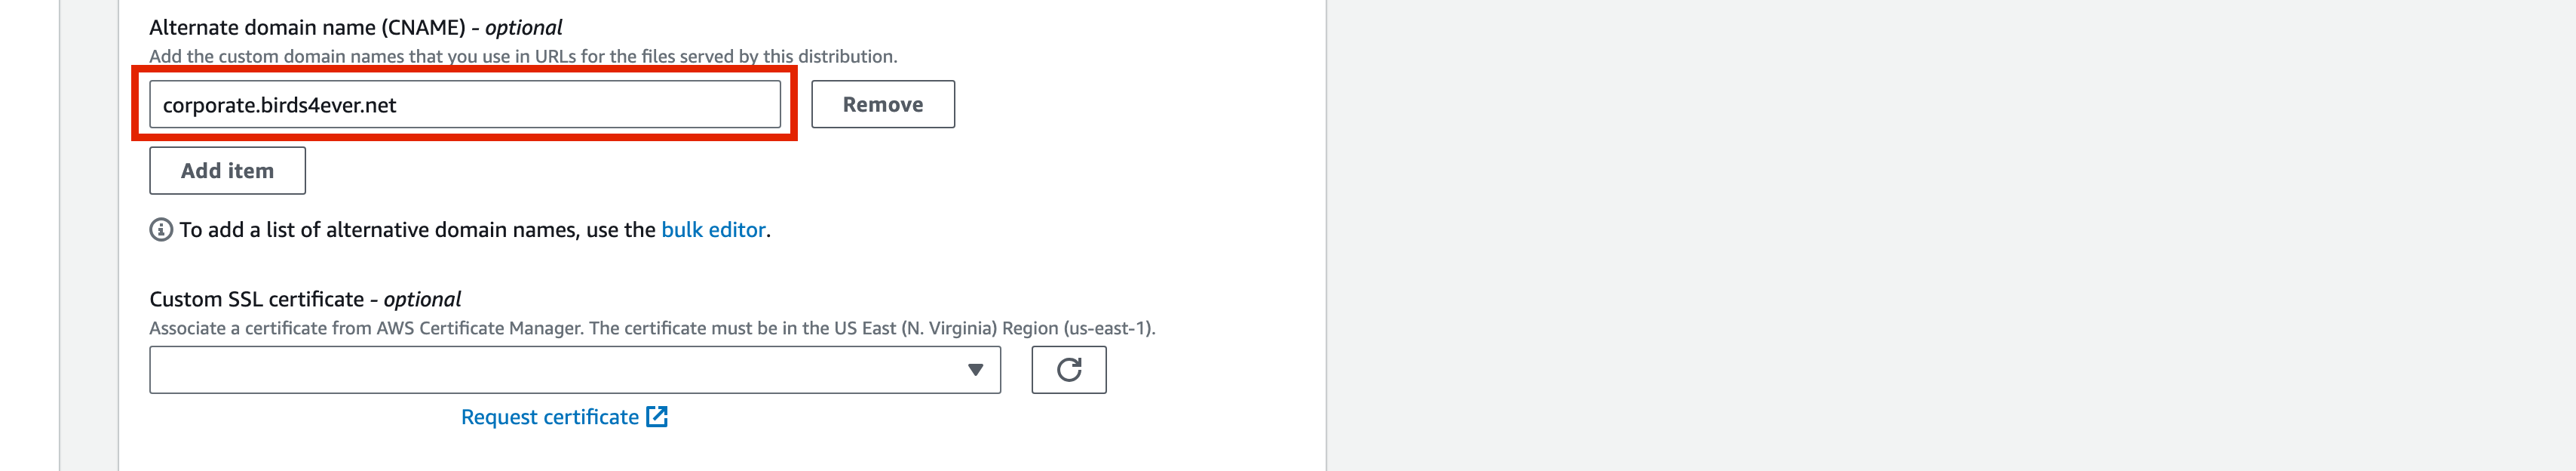 Alternate domain name (CNAME) - optional
Add the custom domain names that you use in URLs for the files served by this distribution.
corporate.birds4ever.net
Remove
Add item
To add a list of alternative domain names, use the bulk editor.
Custom SSL certificate - optional
Associate a certificate from AWS Certificate Manager. The certificate must be in the US East (N. Virginia) Region (us-east-1).
Request certificate